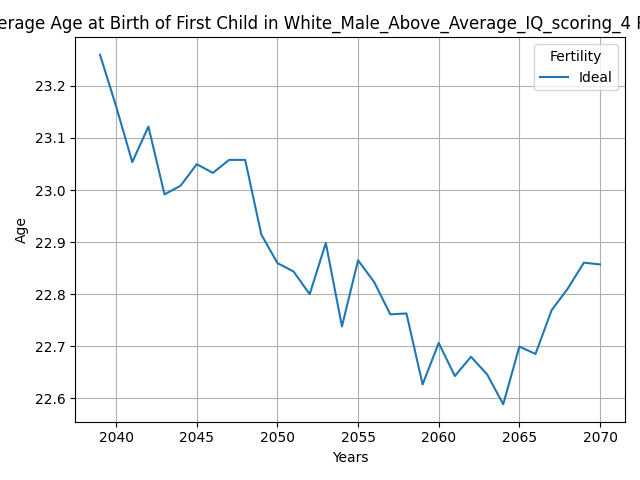 erage Age at Birth of First Child in White_Male_Above_Average_IQ_scoring_4
Fertility
Ideal
23.2
23.1
23.0
22.9
22.8
22.7
22.6
Age
2040 2045 2050 2055 2060 2065 2070
Years